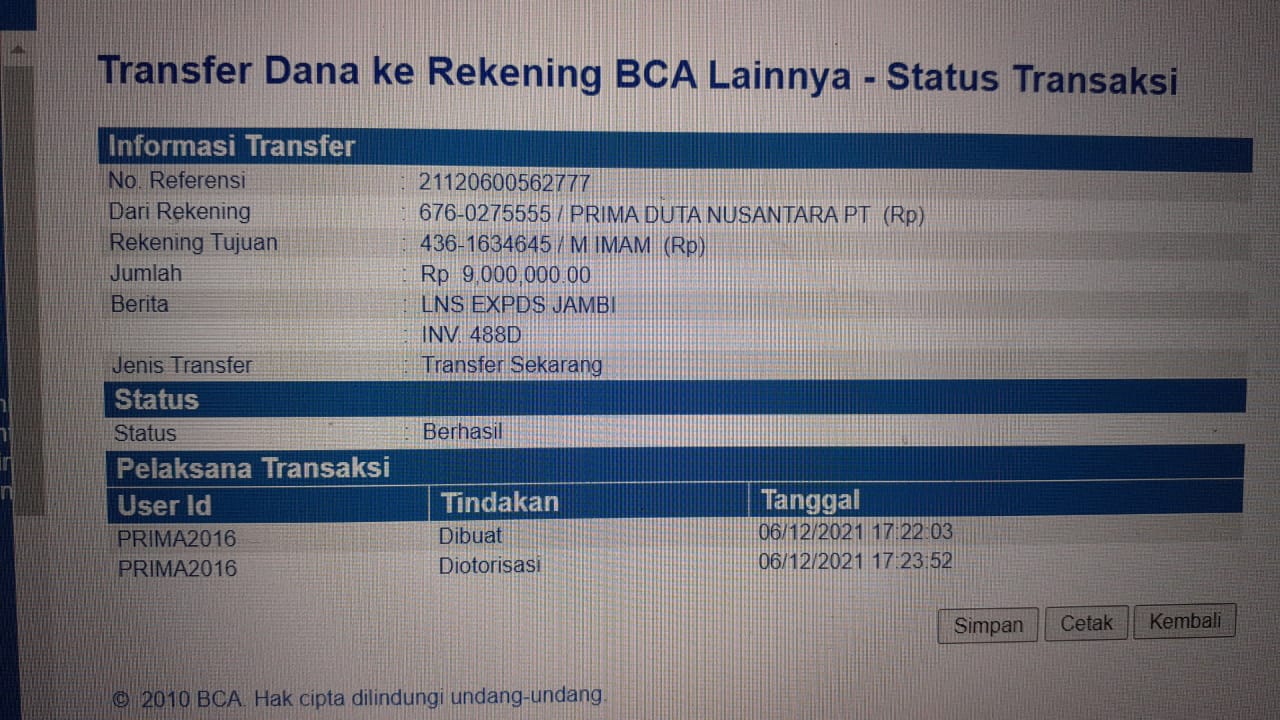 Transfer Dana ke Rekening BCA Lainnya - Status Transaksi
Informasi Transfer
No. Referensi : 21120600562777
Dari Rekening : 676-0275555 / PRIMA DUTA NUSANTARA PT (Rp)
Rekening Tujuan : 436-1634645 / M IMAM (Rp)
Jumlah : Rp 9,000,000.00
Berita : LNS EXPDS JAMBI
: INV. 488D
Jenis Transfer : Transfer Sekarang
Status
Status : Berhasil
Pelaksana Transaksi
User Id Tindakan Tanggal
PRIMA2016 Dibuat 06/12/2021 17:22:03
PRIMA2016 Diotorisasi 06/12/2021 17:23:52
Simpan Cetak Kembali
© 2010 BCA. Hak cipta dilindungi undang-undang.